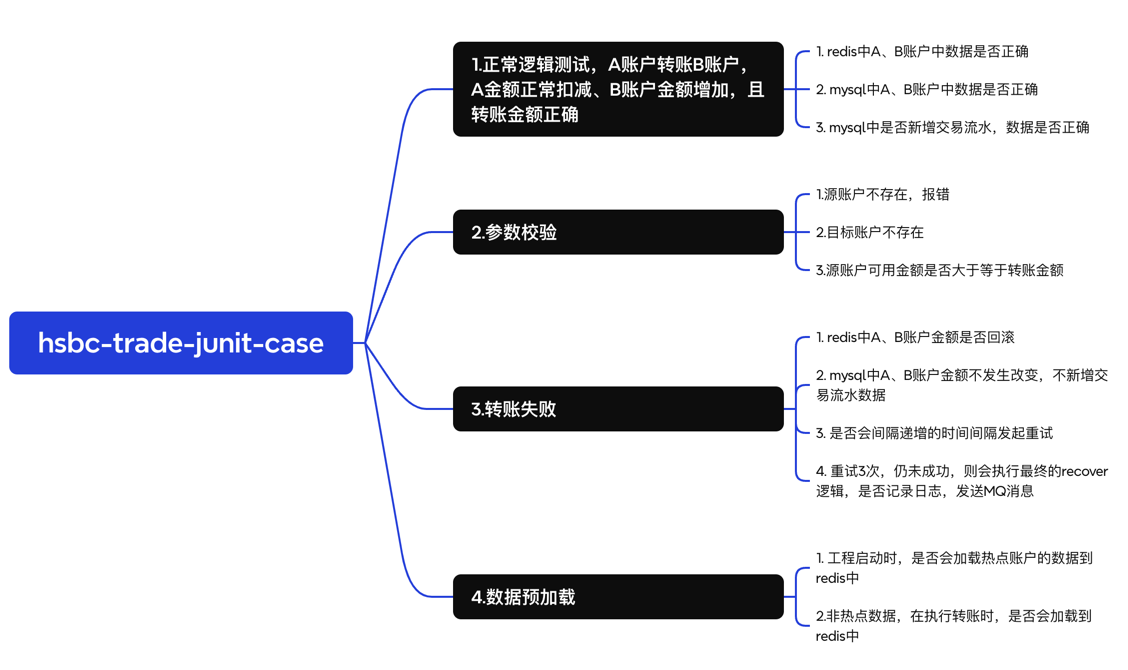 hsbc-trade-junit-case
1.正常逻辑测试，A账户转账B账户，
A金额正常扣减、B账户金额增加，且
转账金额正确
1. redis中A、B账户中数据是否正确
2. mysql中A、B账户中数据是否正确
3. mysql中是否新增交易流水，数据是否正确
2.参数校验
1.源账户不存在，报错
2.目标账户不存在
3.源账户可用金额是否大于等于转账金额
3.转账失败
1. redis中A、B账户金额是否回滚
2. mysql中A、B账户金额不发生改变，不新增交
易流水数据
3. 是否会间隔递增的时间间隔发起重试
4. 重试3次，仍未成功，则会执行最终的recover
逻辑，是否记录日志，发送MQ消息
4.数据预加载
1. 工程启动时，是否会加载热点账户的数据到
redis中
2.非热点数据，在执行转账时，是否会加载到
redis中